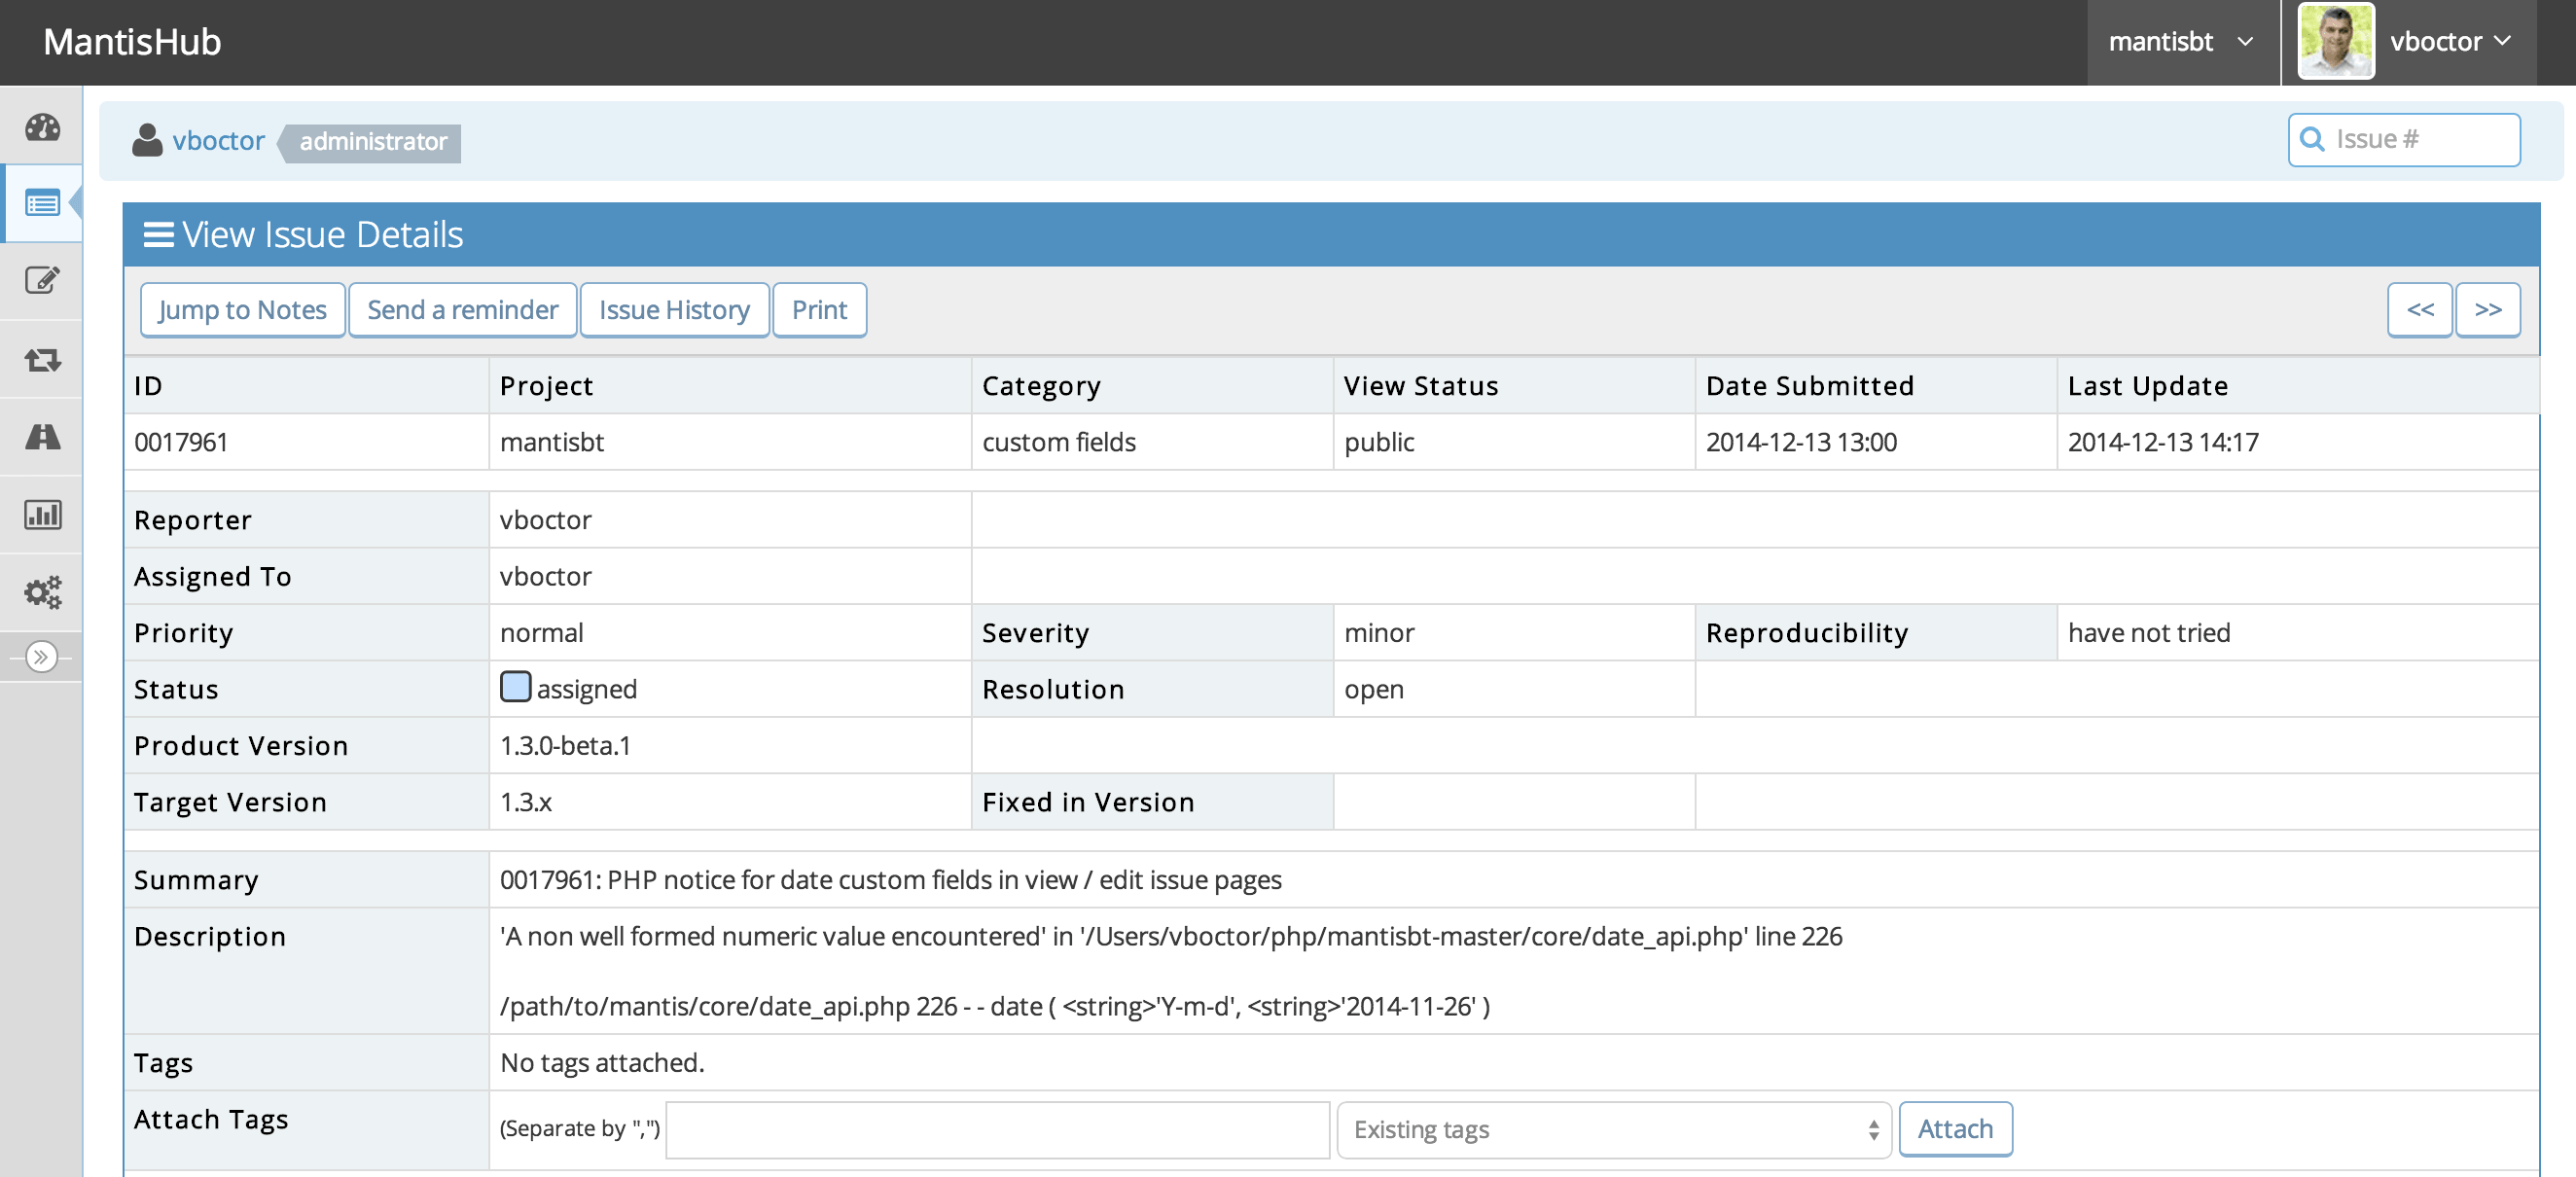 MantisHub
mantisbt
vboctor
vboctor administrator
Issue #
View Issue Details
Jump to Notes Send a reminder Issue History Print << >>
ID Project Category View Status Date Submitted Last Update
0017961 mantisbt custom fields public 2014-12-13 13:00 2014-12-13 14:17
Reporter vboctor
Assigned To vboctor
Priority normal Severity minor Reproducibility have not tried
Status assigned Resolution open
Product Version 1.3.0-beta.1
Target Version 1.3.x Fixed in Version
Summary 0017961: PHP notice for date custom fields in view / edit issue pages
Description 'A non well formed numeric value encountered' in '/Users/vboctor/php/mantisbt-master/core/date_api.php' line 226
/path/to/mantis/core/date_api.php 226 - - date ( <string>'Y-m-d', <string>'2014-11-26' )
Tags No tags attached.
Attach Tags (Separate by ",") Existing tags Attach